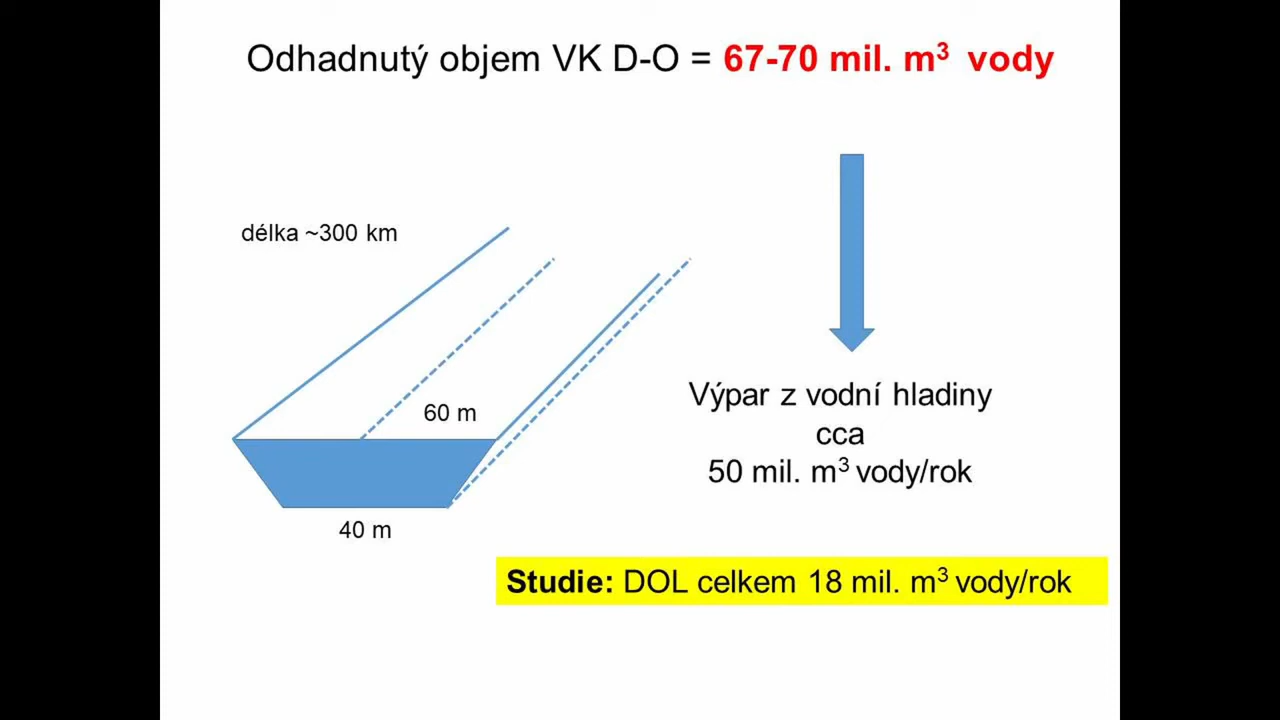 Odhadnutý objem VK D-O = 67-70 mil. m³ vody
délka ~300 km
60 m
40 m
Výpar z vodní hladiny
cca
50 mil. m³ vody/rok
Studie: DOL celkem 18 mil. m³ vody/rok